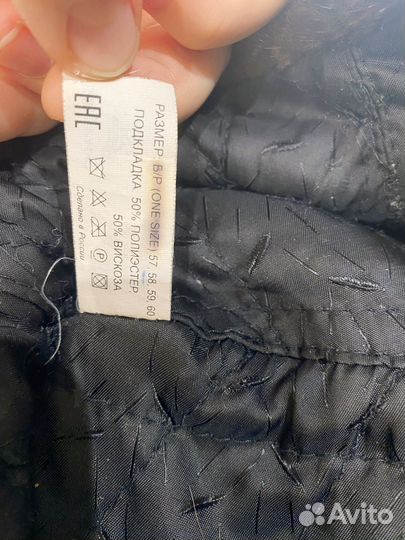 РАЗМЕР Б/Р (ONE SIZE) 57, 58, 59, 60
ПОДКЛАДКА 50% ПОЛИЭСТЕР
50% ВИСКОЗА
EAC
P
Сделано в России
Avito